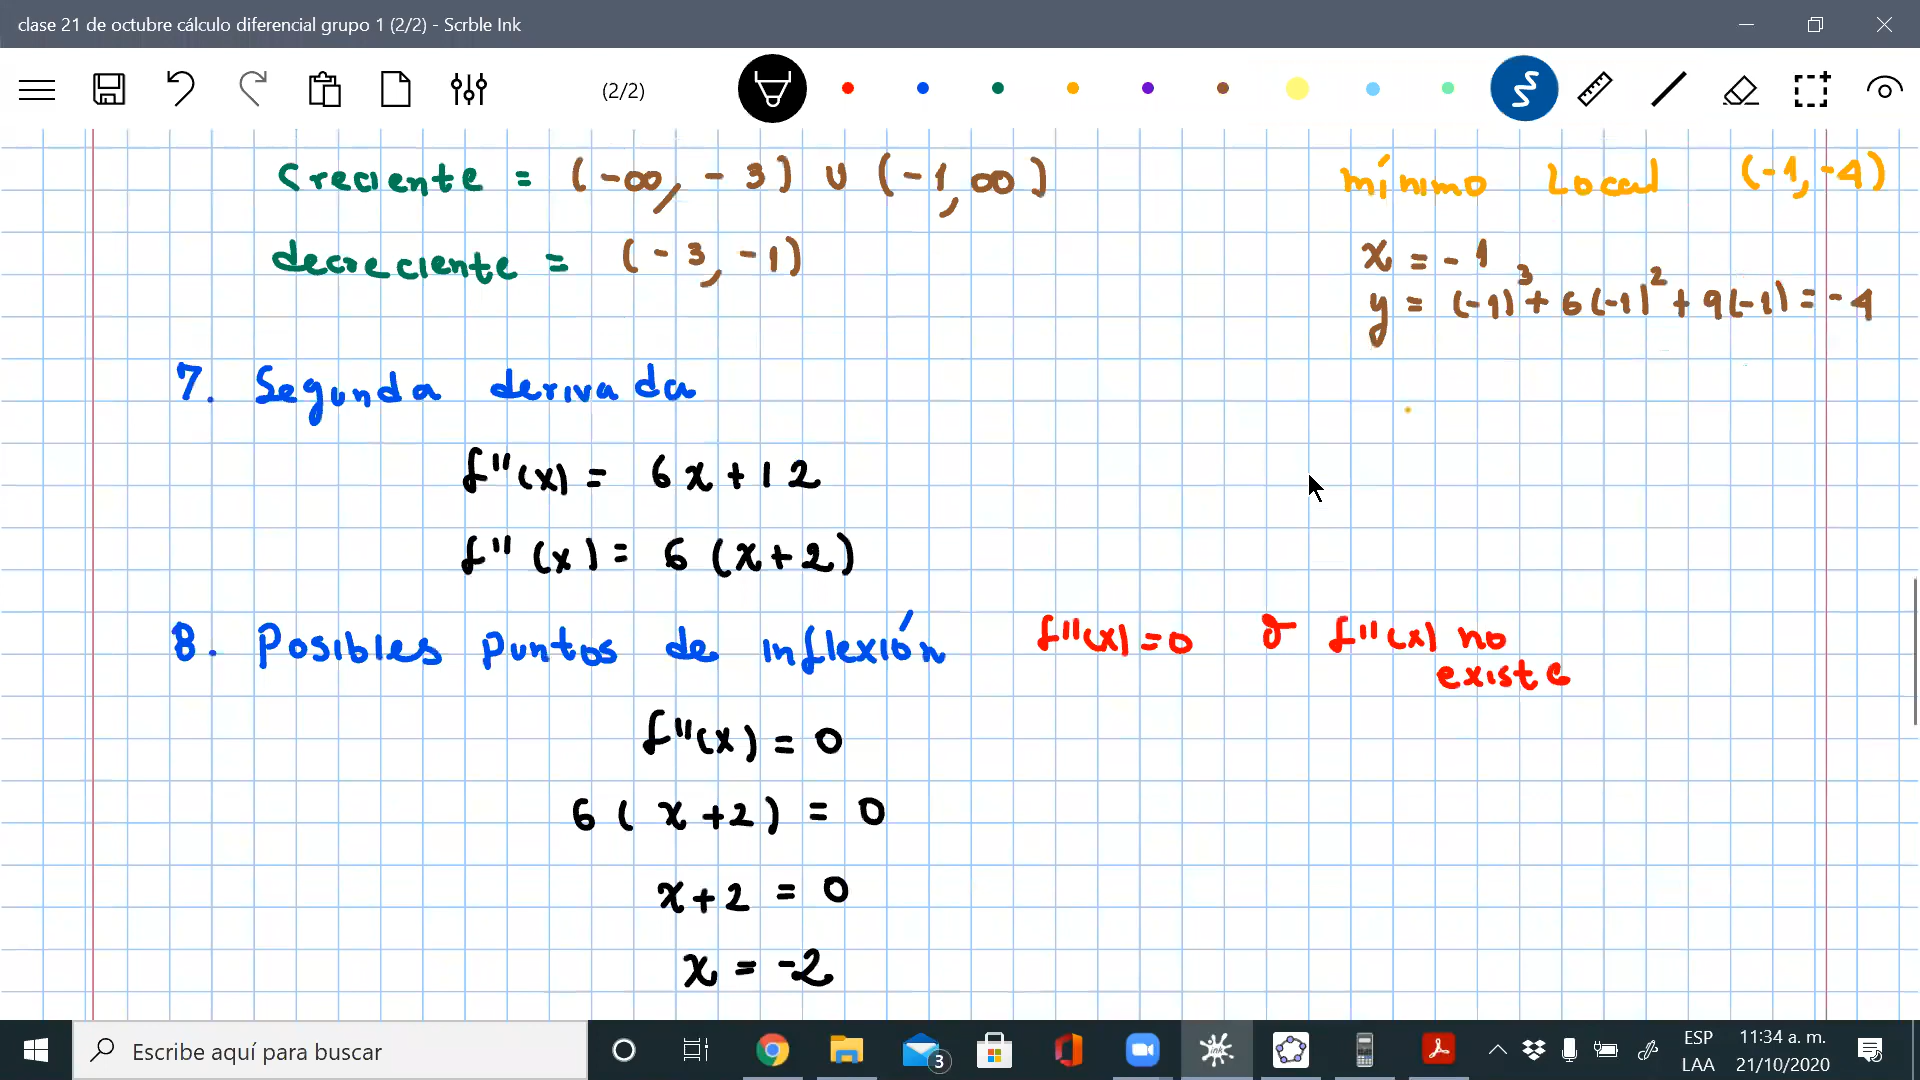 clase 21 de octubre cálculo diferencial grupo 1 (2/2) - Scrble Ink
(2/2)
Creciente = (-∞, -3) ∪ (-1, ∞)
mínimo Local (-1, -4)
decreciente = (-3, -1)
x = -1
y = (-1)³ + 6(-1)² + 9(-1) = -4
7. Segunda derivada
f''(x) = 6x+12
f''(x) = 6(x+2)
8. Posibles puntos de inflexión
f''(x)=0 ó f''(x) no
existe
f''(x) = 0
6(x+2) = 0
x+2 = 0
x = -2
Escribe aquí para buscar
3
ESP
LAA
11:34 a. m.
21/10/2020